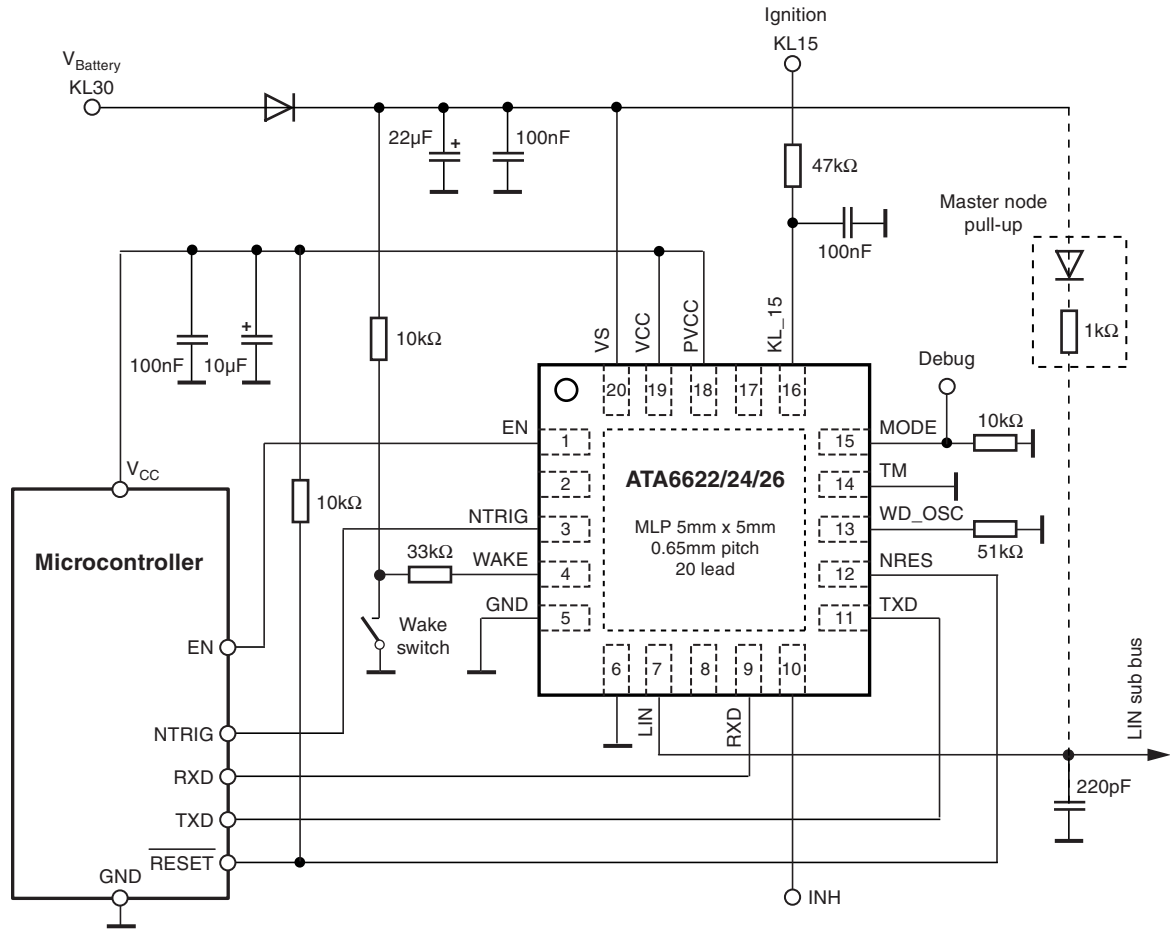 Ignition
KL15
V_Battery
KL30
22µF
+
100nF
47kΩ
Master node
pull-up
100nF
1kΩ
100nF
+
10µF
10kΩ
VS
VCC
PVCC
KL_15
Debug
20
19
18
17
16
EN
1
15
MODE
10kΩ
V_CC
2
ATA6622/24/26
14
TM
10kΩ
NTRIG
3
MLP 5mm x 5mm
0.65mm pitch
20 lead
13
WD_OSC
51kΩ
Microcontroller
33kΩ
WAKE
4
12
NRES
GND
5
11
TXD
Wake
switch
EN
6
7
8
9
10
LIN
RXD
LIN sub bus
NTRIG
RXD
220pF
TXD
RESET
GND
INH